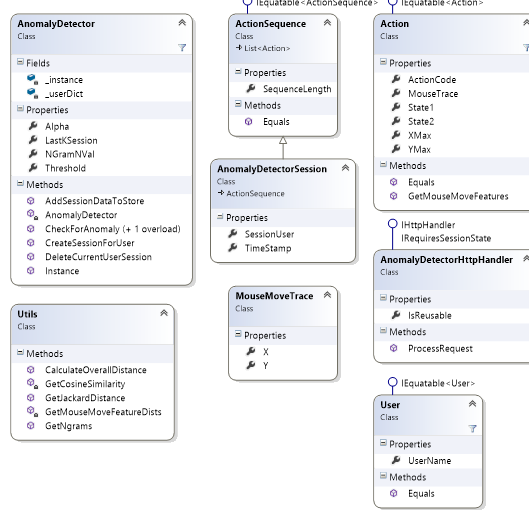 AnomalyDetector
Class
Fields
_instance
_userDict
Properties
Alpha
LastKSession
NGramNVal
Threshold
Methods
AddSessionDataToStore
AnomalyDetector
CheckForAnomaly (+ 1 overload)
CreateSessionForUser
DeleteCurrentUserSession
Instance
Utils
Class
Methods
CalculateOverallDistance
GetCosineSimilarity
GetJackardDistance
GetMouseMoveFeatureDists
GetNgrams
IEquatable<ActionSequence>
ActionSequence
Class
List<Action>
Properties
SequenceLength
Methods
Equals
AnomalyDetectorSession
Class
ActionSequence
Properties
SessionUser
TimeStamp
MouseMoveTrace
Class
Properties
X
Y
IEquatable<Action>
Action
Class
Properties
ActionCode
MouseTrace
State1
State2
XMax
YMax
Methods
Equals
GetMouseMoveFeatures
IHttpHandler
IRequiresSessionState
AnomalyDetectorHttpHandler
Class
Properties
IsReusable
Methods
ProcessRequest
IEquatable<User>
User
Class
Properties
UserName
Methods
Equals